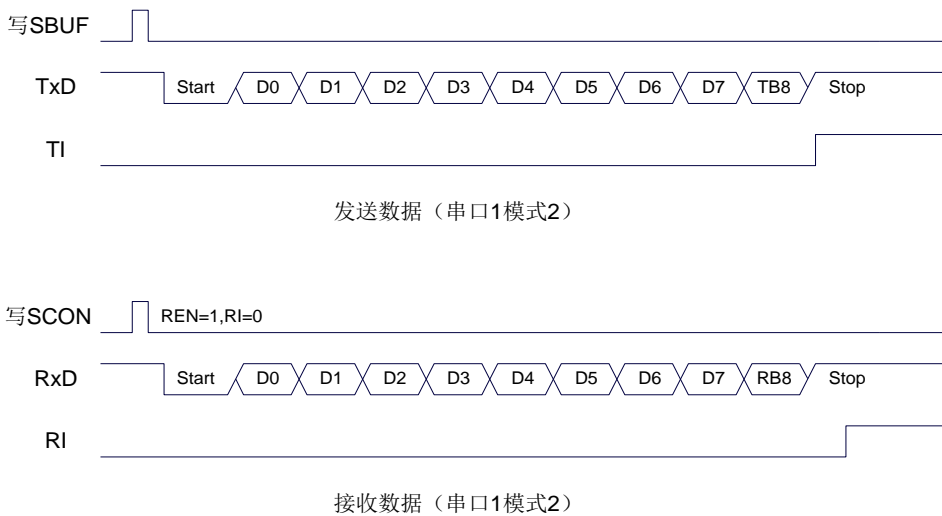 写SBUF
TxD Start D0 D1 D2 D3 D4 D5 D6 D7 TB8 Stop
TI
发送数据（串口1模式2）
写SCON REN=1,RI=0
RxD Start D0 D1 D2 D3 D4 D5 D6 D7 RB8 Stop
RI
接收数据（串口1模式2）